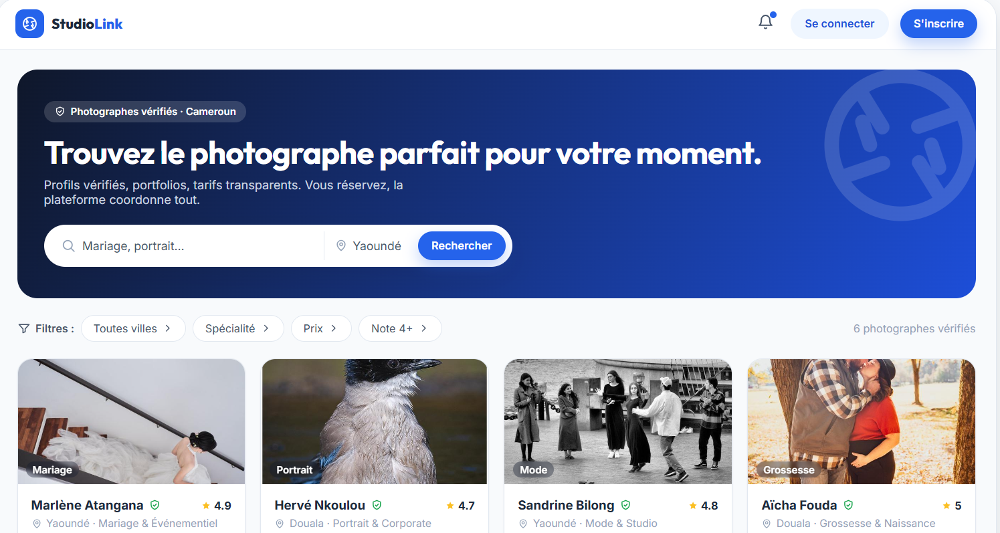 StudioLink
Se connecter
S'inscrire
Photographes vérifiés · Cameroun
Trouvez le photographe parfait pour votre moment.
Profils vérifiés, portfolios, tarifs transparents. Vous réservez, la
plateforme coordonne tout.
Mariage, portrait...
Yaoundé
Rechercher
Filtres :
Toutes villes
Spécialité
Prix
Note 4+
6 photographes vérifiés
Mariage
Portrait
Mode
Grossesse
Marlène Atangana
4.9
Yaoundé · Mariage & Événementiel
Hervé Nkoulou
4.7
Douala · Portrait & Corporate
Sandrine Bilong
4.8
Yaoundé · Mode & Studio
Aïcha Fouda
5
Douala · Grossesse & Naissance